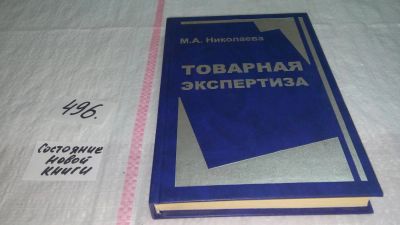 496.
Состояние
новой
книги
М.А. Николаева
ТОВАРНАЯ
ЭКСПЕРТИЗА